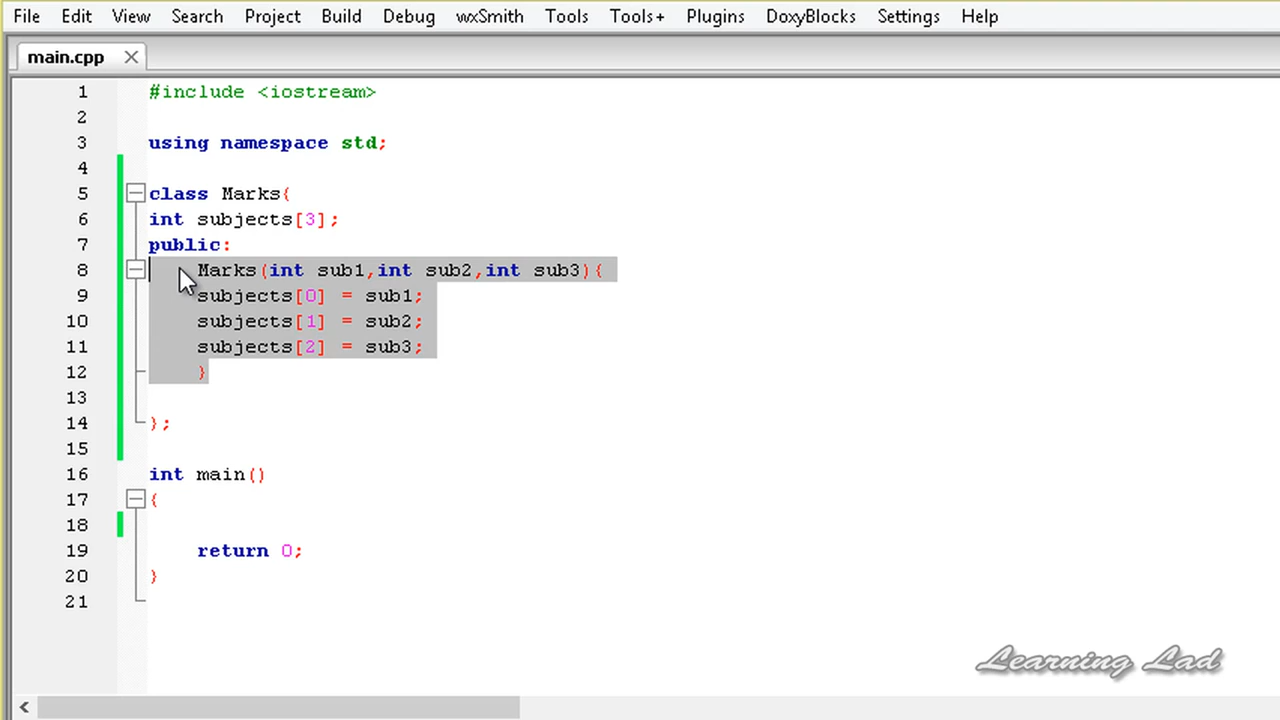 File Edit View Search Project Build Debug wxSmith Tools Tools+ Plugins DoxyBlocks Settings Help
main.cpp
1 #include <iostream>
2
3 using namespace std;
4
5 class Marks{
6 int subjects[3];
7 public:
8 Marks(int sub1,int sub2,int sub3){
9 subjects[0] = sub1;
10 subjects[1] = sub2;
11 subjects[2] = sub3;
12 }
13
14 };
15
16 int main()
17 {
18
19 return 0;
20 }
21
Learning Lad